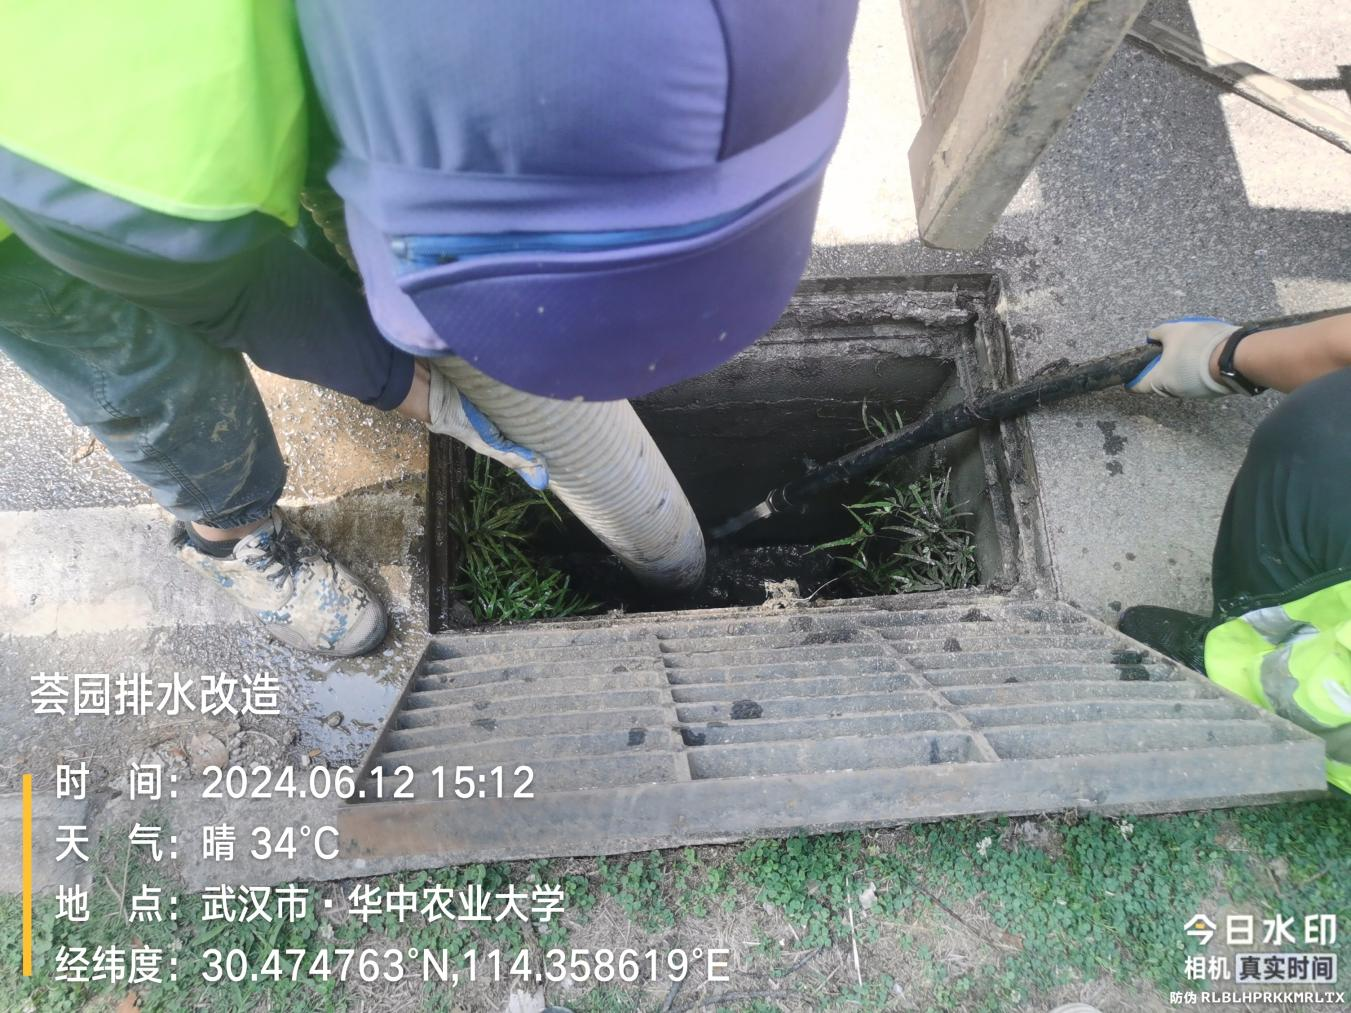 荟园排水改造
时 间：2024.06.12 15:12
天 气：晴 34°C
地 点：武汉市·华中农业大学
经纬度：30.474763°N,114.358619°E
今日水印
相机 真实时间
防伪 RLBLHPRKKMRLTX